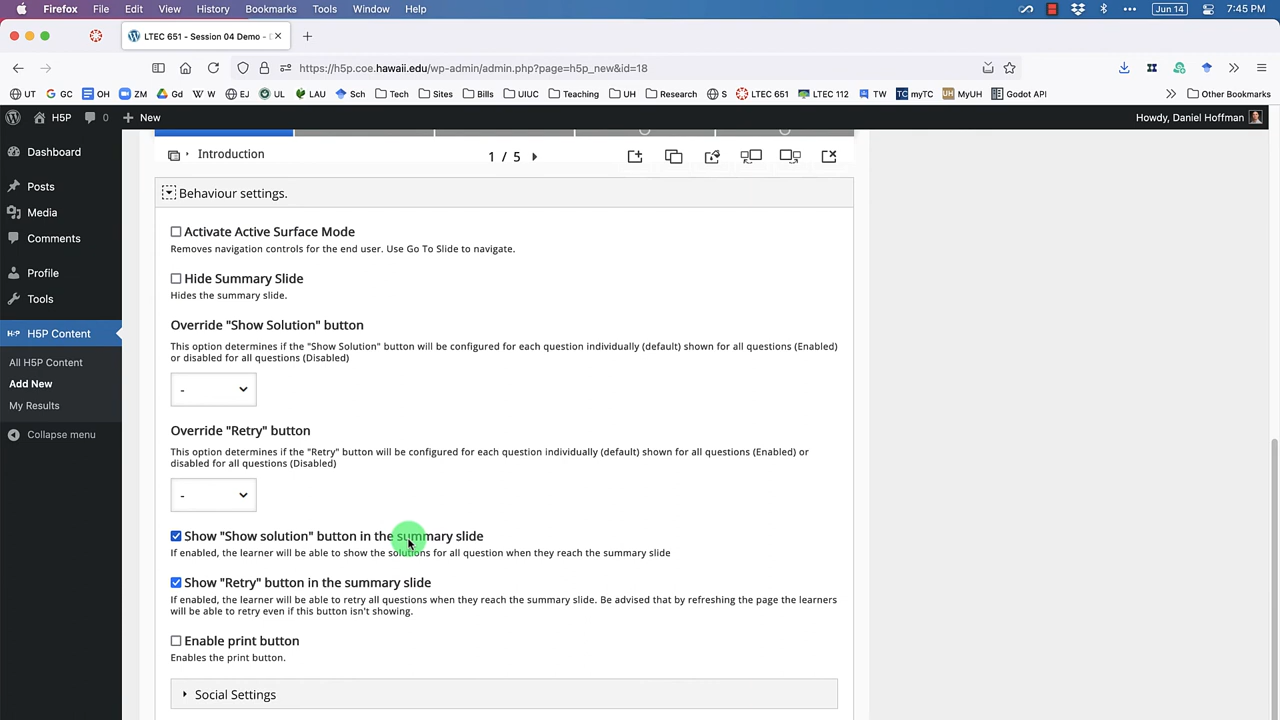 Firefox File Edit View History Bookmarks Tools Window Help Jun 14 7:45 PM
LTEC 651 - Session 04 Demo -
https://h5p.coe.hawaii.edu/wp-admin/admin.php?page=h5p_new&id=18
UT GC OH ZM Gd W EJ UL LAU Sch Tech Sites Bills UIUC Teaching UH Research S LTEC 651 LTEC 112 TW myTC MyUH Godot API Other Bookmarks
H5P 0 New Howdy, Daniel Hoffman
Dashboard
Posts
Media
Comments
Profile
Tools
H5P H5P Content
All H5P Content
Add New
My Results
Collapse menu
Introduction 1 / 5
Behaviour settings.
Activate Active Surface Mode
Removes navigation controls for the end user. Use Go To Slide to navigate.
Hide Summary Slide
Hides the summary slide.
Override "Show Solution" button
This option determines if the "Show Solution" button will be configured for each question individually (default) shown for all questions (Enabled)
or disabled for all questions (Disabled)
-
Override "Retry" button
This option determines if the "Retry" button will be configured for each question individually (default) shown for all questions (Enabled) or
disabled for all questions (Disabled)
-
Show "Show solution" button in the summary slide
If enabled, the learner will be able to show the solutions for all question when they reach the summary slide
Show "Retry" button in the summary slide
If enabled, the learner will be able to retry all questions when they reach the summary slide. Be advised that by refreshing the page the learners
will be able to retry even if this button isn't showing.
Enable print button
Enables the print button.
Social Settings